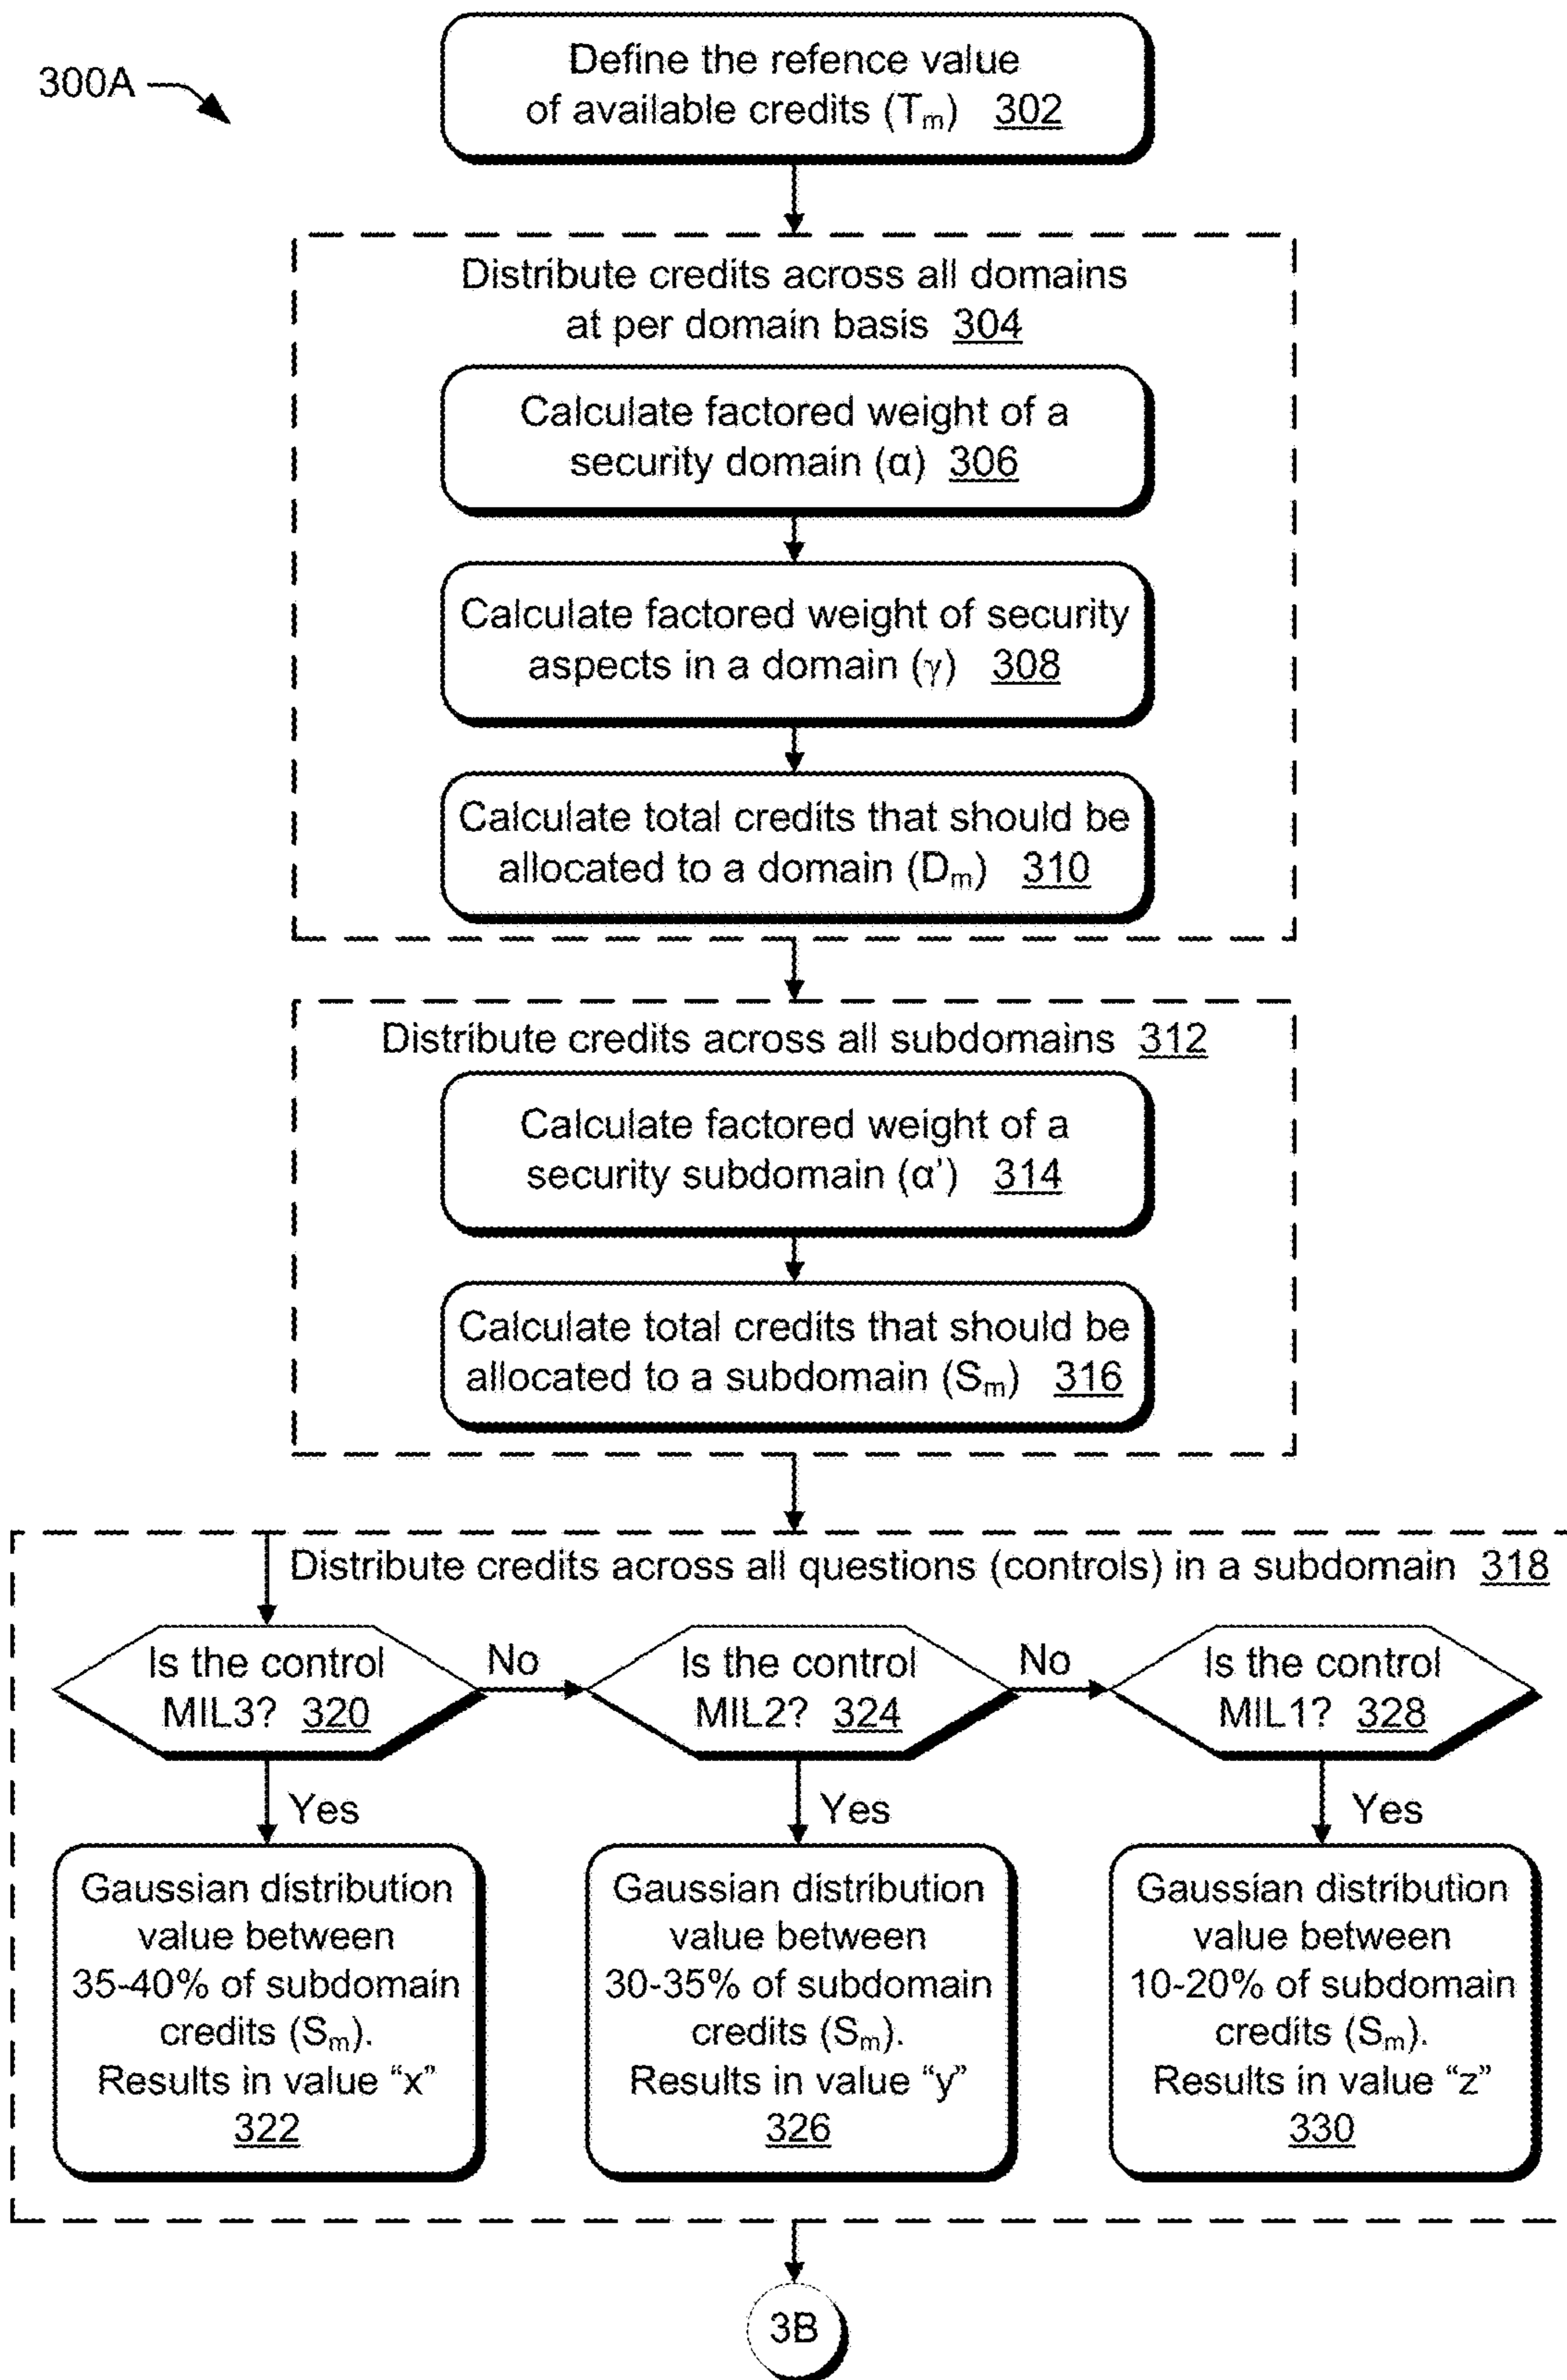 300A
Define the refence value
of available credits (Tm) 302
Distribute credits across all domains
at per domain basis 304
Calculate factored weight of a
security domain (α) 306
Calculate factored weight of security
aspects in a domain (γ) 308
Calculate total credits that should be
allocated to a domain (Dm) 310
Distribute credits across all subdomains 312
Calculate factored weight of a
security subdomain (α') 314
Calculate total credits that should be
allocated to a subdomain (Sm) 316
Distribute credits across all questions (controls) in a subdomain 318
Is the control
MIL3? 320
No
Is the control
MIL2? 324
No
Is the control
MIL1? 328
Yes
Yes
Yes
Gaussian distribution
value between
35-40% of subdomain
credits (Sm).
Results in value “x”
322
Gaussian distribution
value between
30-35% of subdomain
credits (Sm).
Results in value “y”
326
Gaussian distribution
value between
10-20% of subdomain
credits (Sm).
Results in value “z”
330
3B